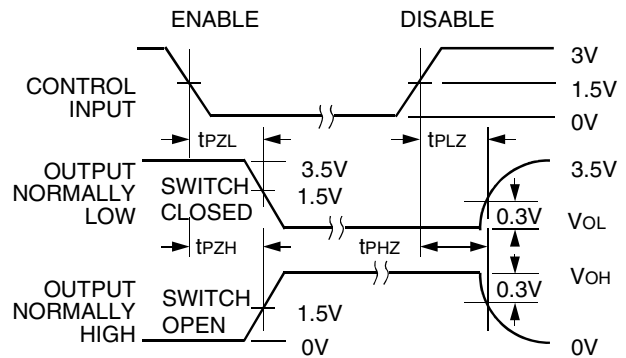 ENABLE DISABLE
3V
CONTROL INPUT
1.5V
0V
tPZL tPLZ
OUTPUT NORMALLY LOW
SWITCH CLOSED
3.5V
1.5V
3.5V
0.3V
VOL
tPZH tPHZ
OUTPUT NORMALLY HIGH
SWITCH OPEN
1.5V
0V
VOH
0.3V
0V